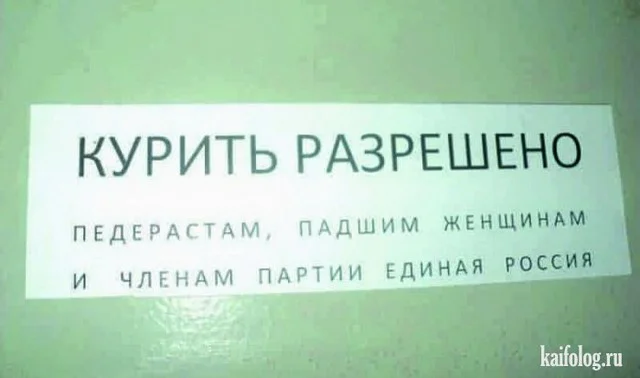 КУРИТЬ РАЗРЕШЕНО
ПЕДЕРАСТАМ, ПАДШИМ ЖЕНЩИНАМ
И ЧЛЕНАМ ПАРТИИ ЕДИНАЯ РОССИЯ
kaifolog.ru